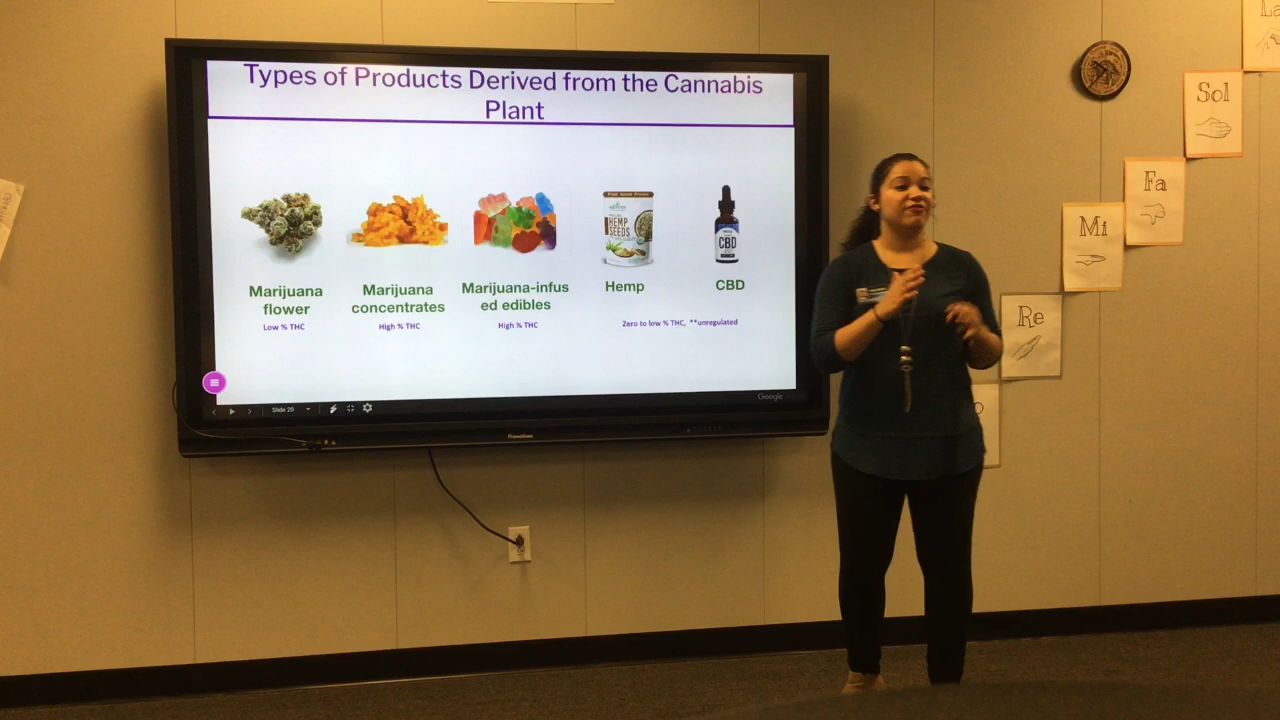 Types of Products Derived from the Cannabis
Plant
HEMP
SEEDS
CBD
Marijuana
flower
Low % THC
Marijuana
concentrates
High % THC
Marijuana-infus
ed edibles
High % THC
Hemp
CBD
Zero to low % THC, **unregulated
Google
Slide 20
Promethean
La
Sol
Fa
Mi
Re